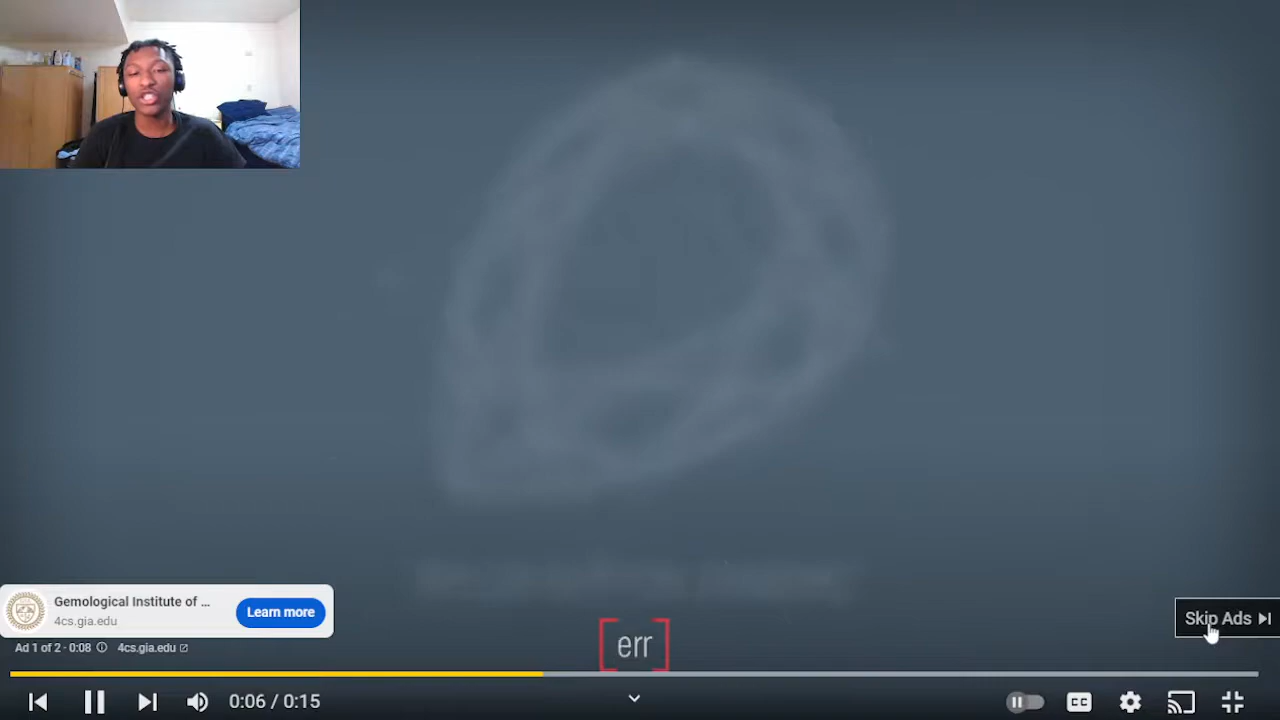 Gemological Institute of ...
4cs.gia.edu
Learn more
Skip Ads
Ad 1 of 2 · 0:08
4cs.gia.edu
[err]
0:06 / 0:15
CC